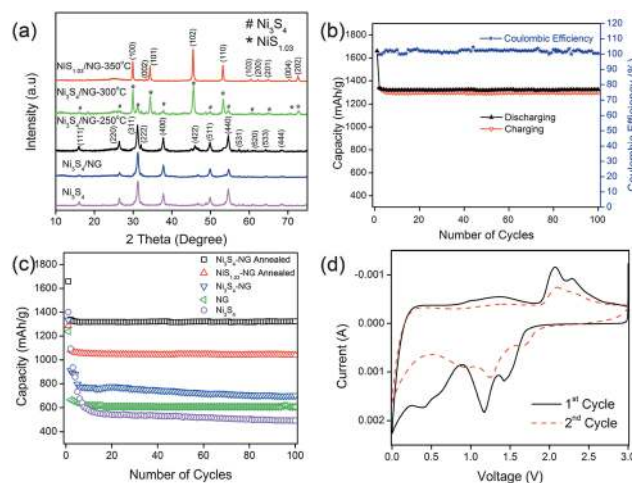 (a)
# Ni3S4
* NiS1.03
NiS1.03/NG-350°C
(100)
(002)
(101)
(102)
(110)
(103)
(200)
(201)
(004)
(202)
Ni3S4/NG-300°C
Ni3S4/NG-250°C
(111)
(220)
(311)
(222)
(400)
(422)
(511)
(440)
(531)
(620)
(533)
(444)
Ni3S4/NG
Ni3S4
Intensity (a.u)
10 20 30 40 50 60 70
2 Theta (Degree)
(b)
Coulombic Efficiency
Discharging
Charging
Capacity (mAh/g)
1800
1600
1400
1200
1000
800
600
400
200
0
0 20 40 60 80 100
Number of Cycles
120
110
100
90
80
70
60
50
40
30
20
10
0
Coulombic Efficiency (%)
(c)
Ni3S4-NG Annealed
NiS1.03-NG Annealed
Ni3S4-NG
NG
Ni3S4
Capacity (mAh/g)
1800
1600
1400
1200
1000
800
600
400
200
0 20 40 60 80 100
Number of Cycles
(d)
Current (A)
-0.001
0.000
0.001
0.002
1st Cycle
2nd Cycle
0.0 0.5 1.0 1.5 2.0 2.5 3.0
Voltage (V)